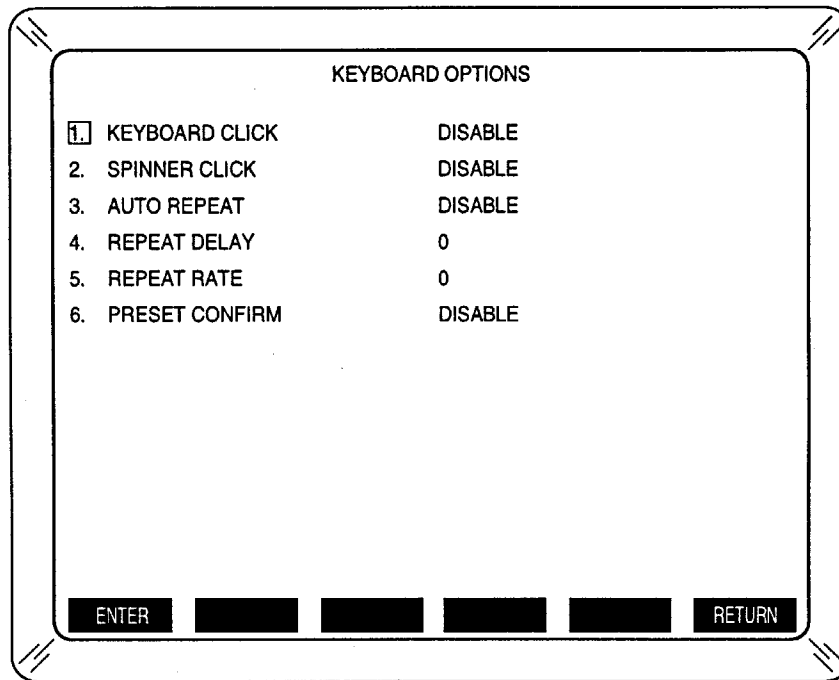 KEYBOARD OPTIONS
1. KEYBOARD CLICK DISABLE
2. SPINNER CLICK DISABLE
3. AUTO REPEAT DISABLE
4. REPEAT DELAY 0
5. REPEAT RATE 0
6. PRESET CONFIRM DISABLE
ENTER RETURN